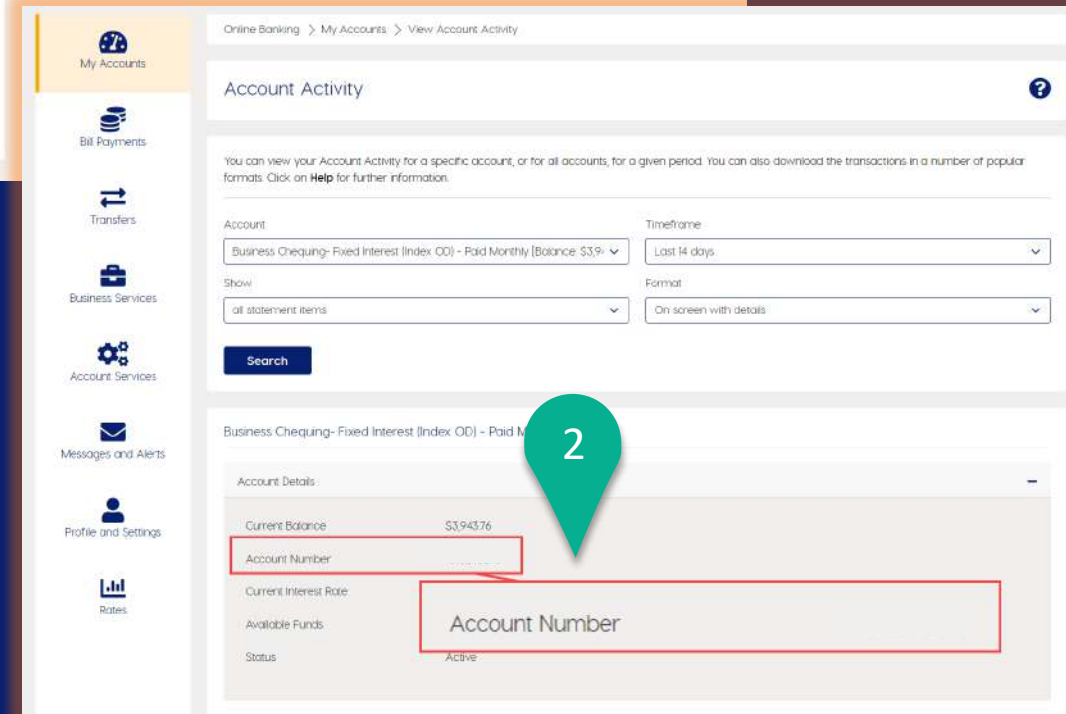 Online Banking > My Accounts > View Account Activity
My Accounts
Account Activity
Bill Payments
You can view your Account Activity for a specific account, or for all accounts, for a given period. You can also download the transactions in a number of popular
formats. Click on Help for further information.
Transfers
Account
Timeframe
Business Chequing- Fixed Interest (Index OD) - Paid Monthly [Balance: $3,9
Last 14 days
Show
Format
Business Services
all statement items
On screen with details
Search
Account Services
Business Chequing- Fixed Interest (Index OD) - Paid
2
Messages and Alerts
Account Details
Profile and Settings
Current Balance
$3,943.76
Account Number
Current Interest Rate
Rates
Account Number
Available Funds
Status
Active